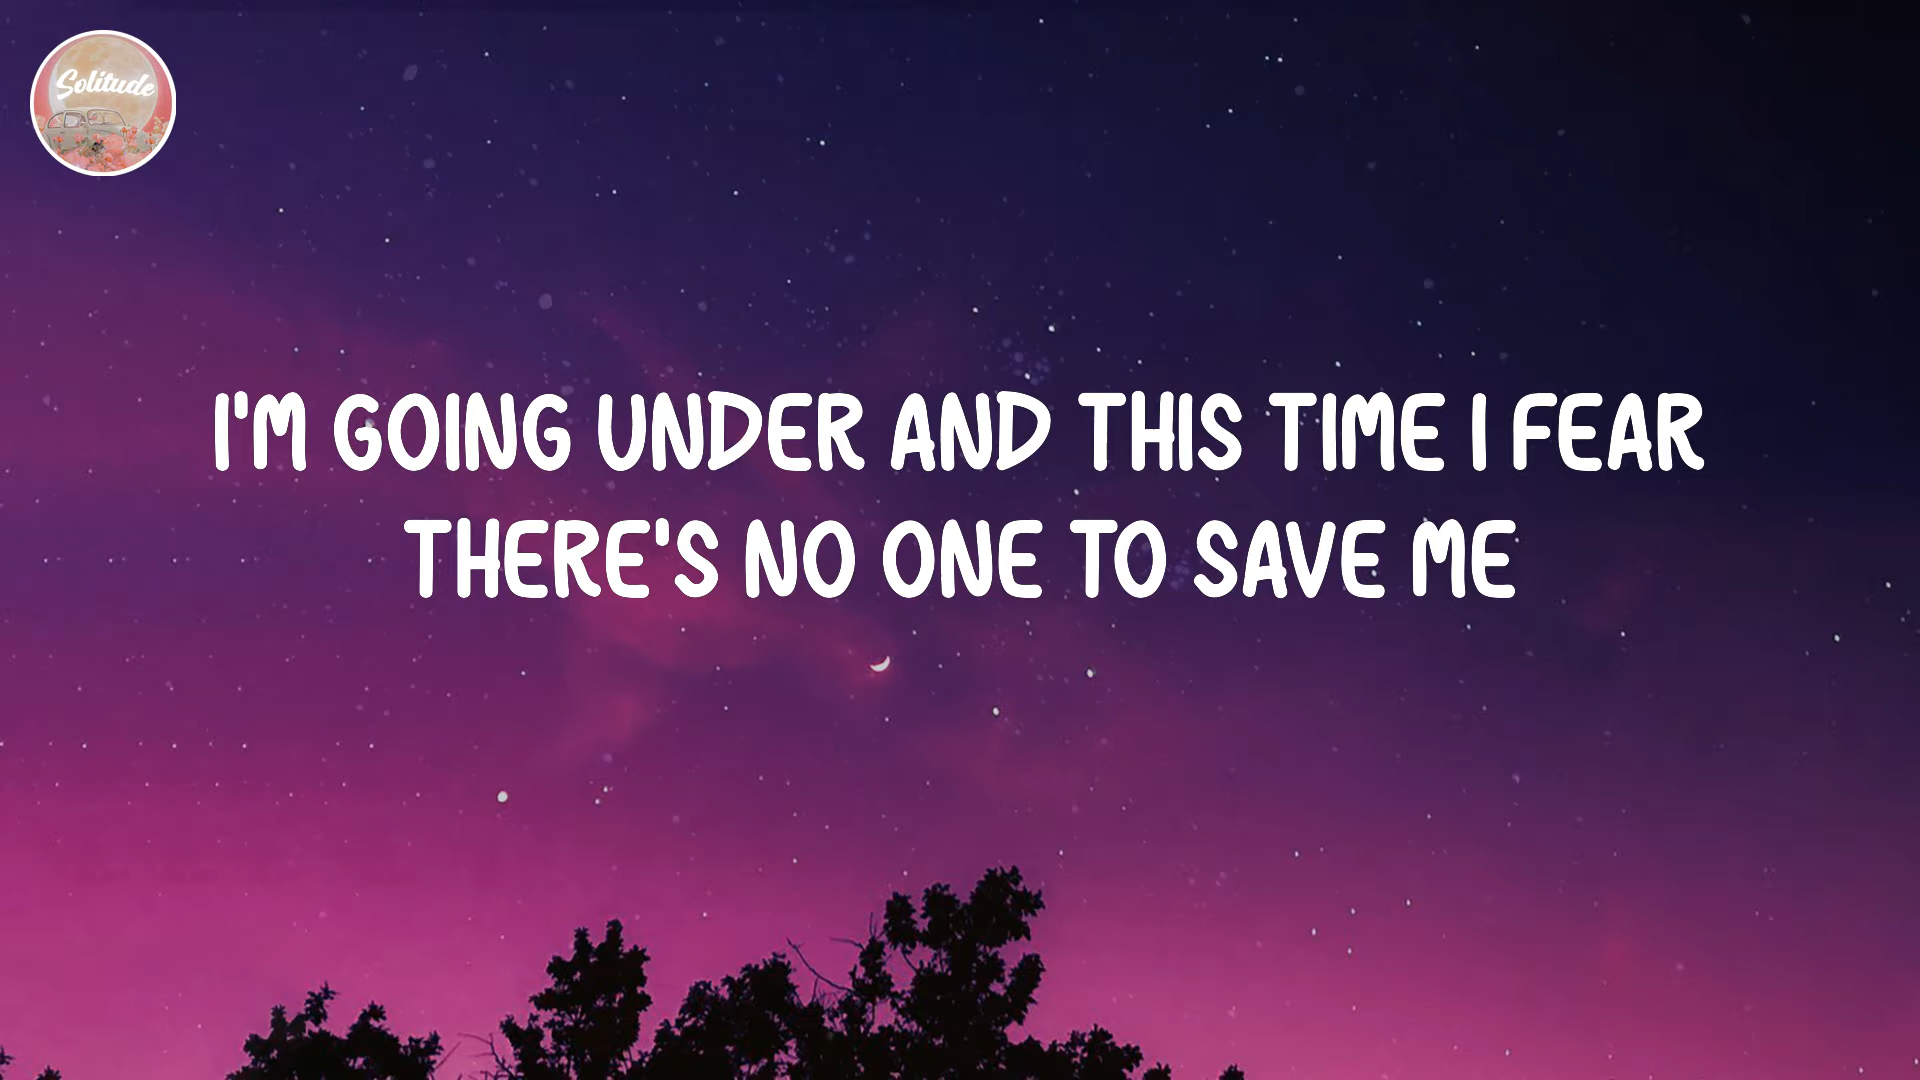 Solitude
I'M GOING UNDER AND THIS TIME I FEAR
THERE'S NO ONE TO SAVE ME